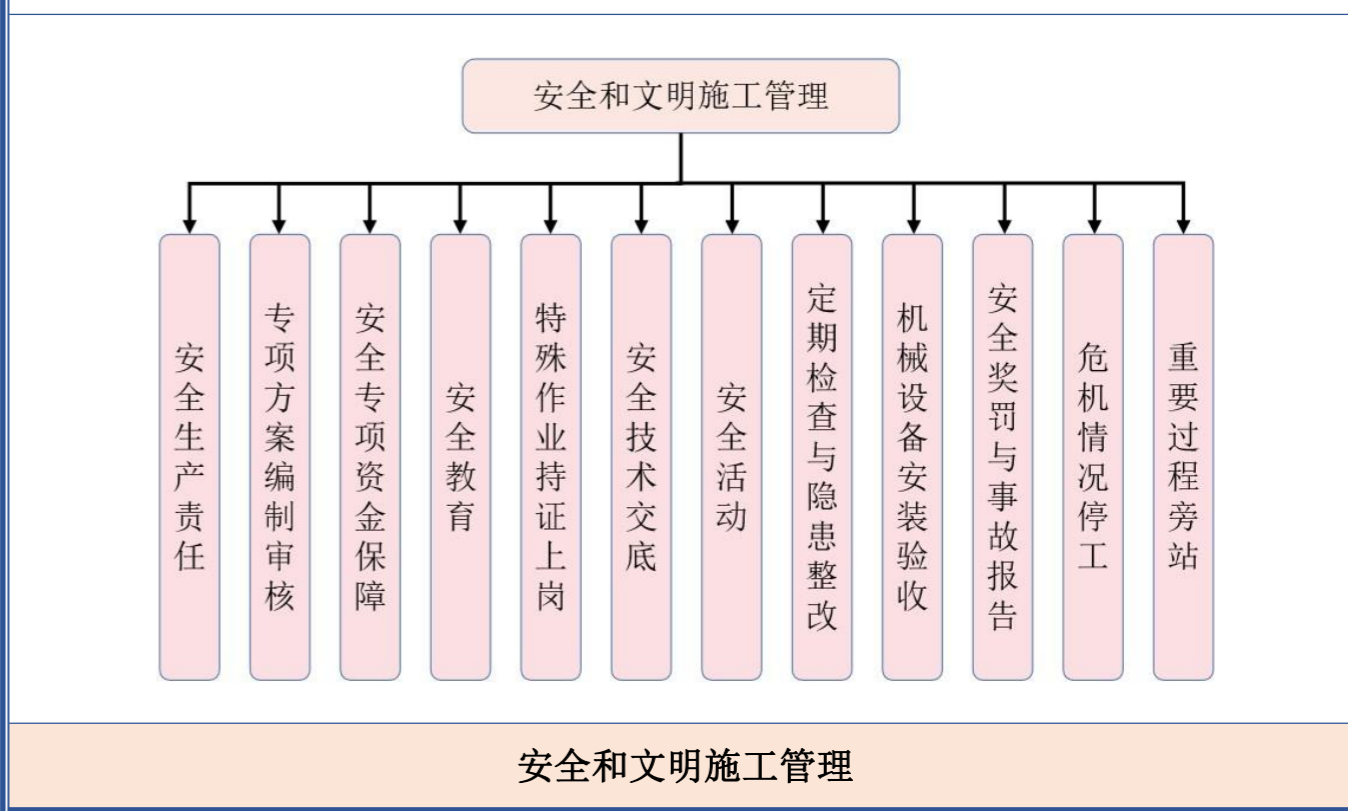 安全和文明施工管理
安全生产责任
专项方案编制审核
安全专项资金保障
安全教育
特殊作业持证上岗
安全技术交底
安全活动
定期检查与隐患整改
机械设备安装验收
安全奖罚与事故报告
危机情况停工
重要过程旁站
安全和文明施工管理